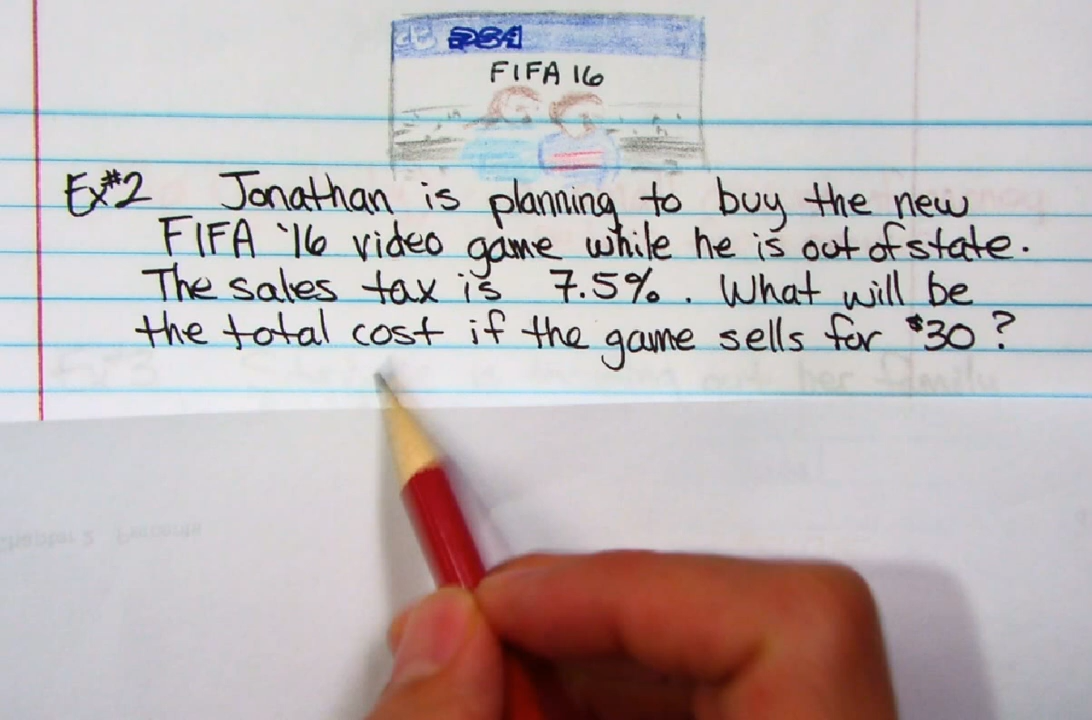 PS4
FIFA 16
Ex#2 Jonathan is planning to buy the new
FIFA '16 video game while he is out of state.
The sales tax is 7.5%. What will be
the total cost if the game sells for $30?